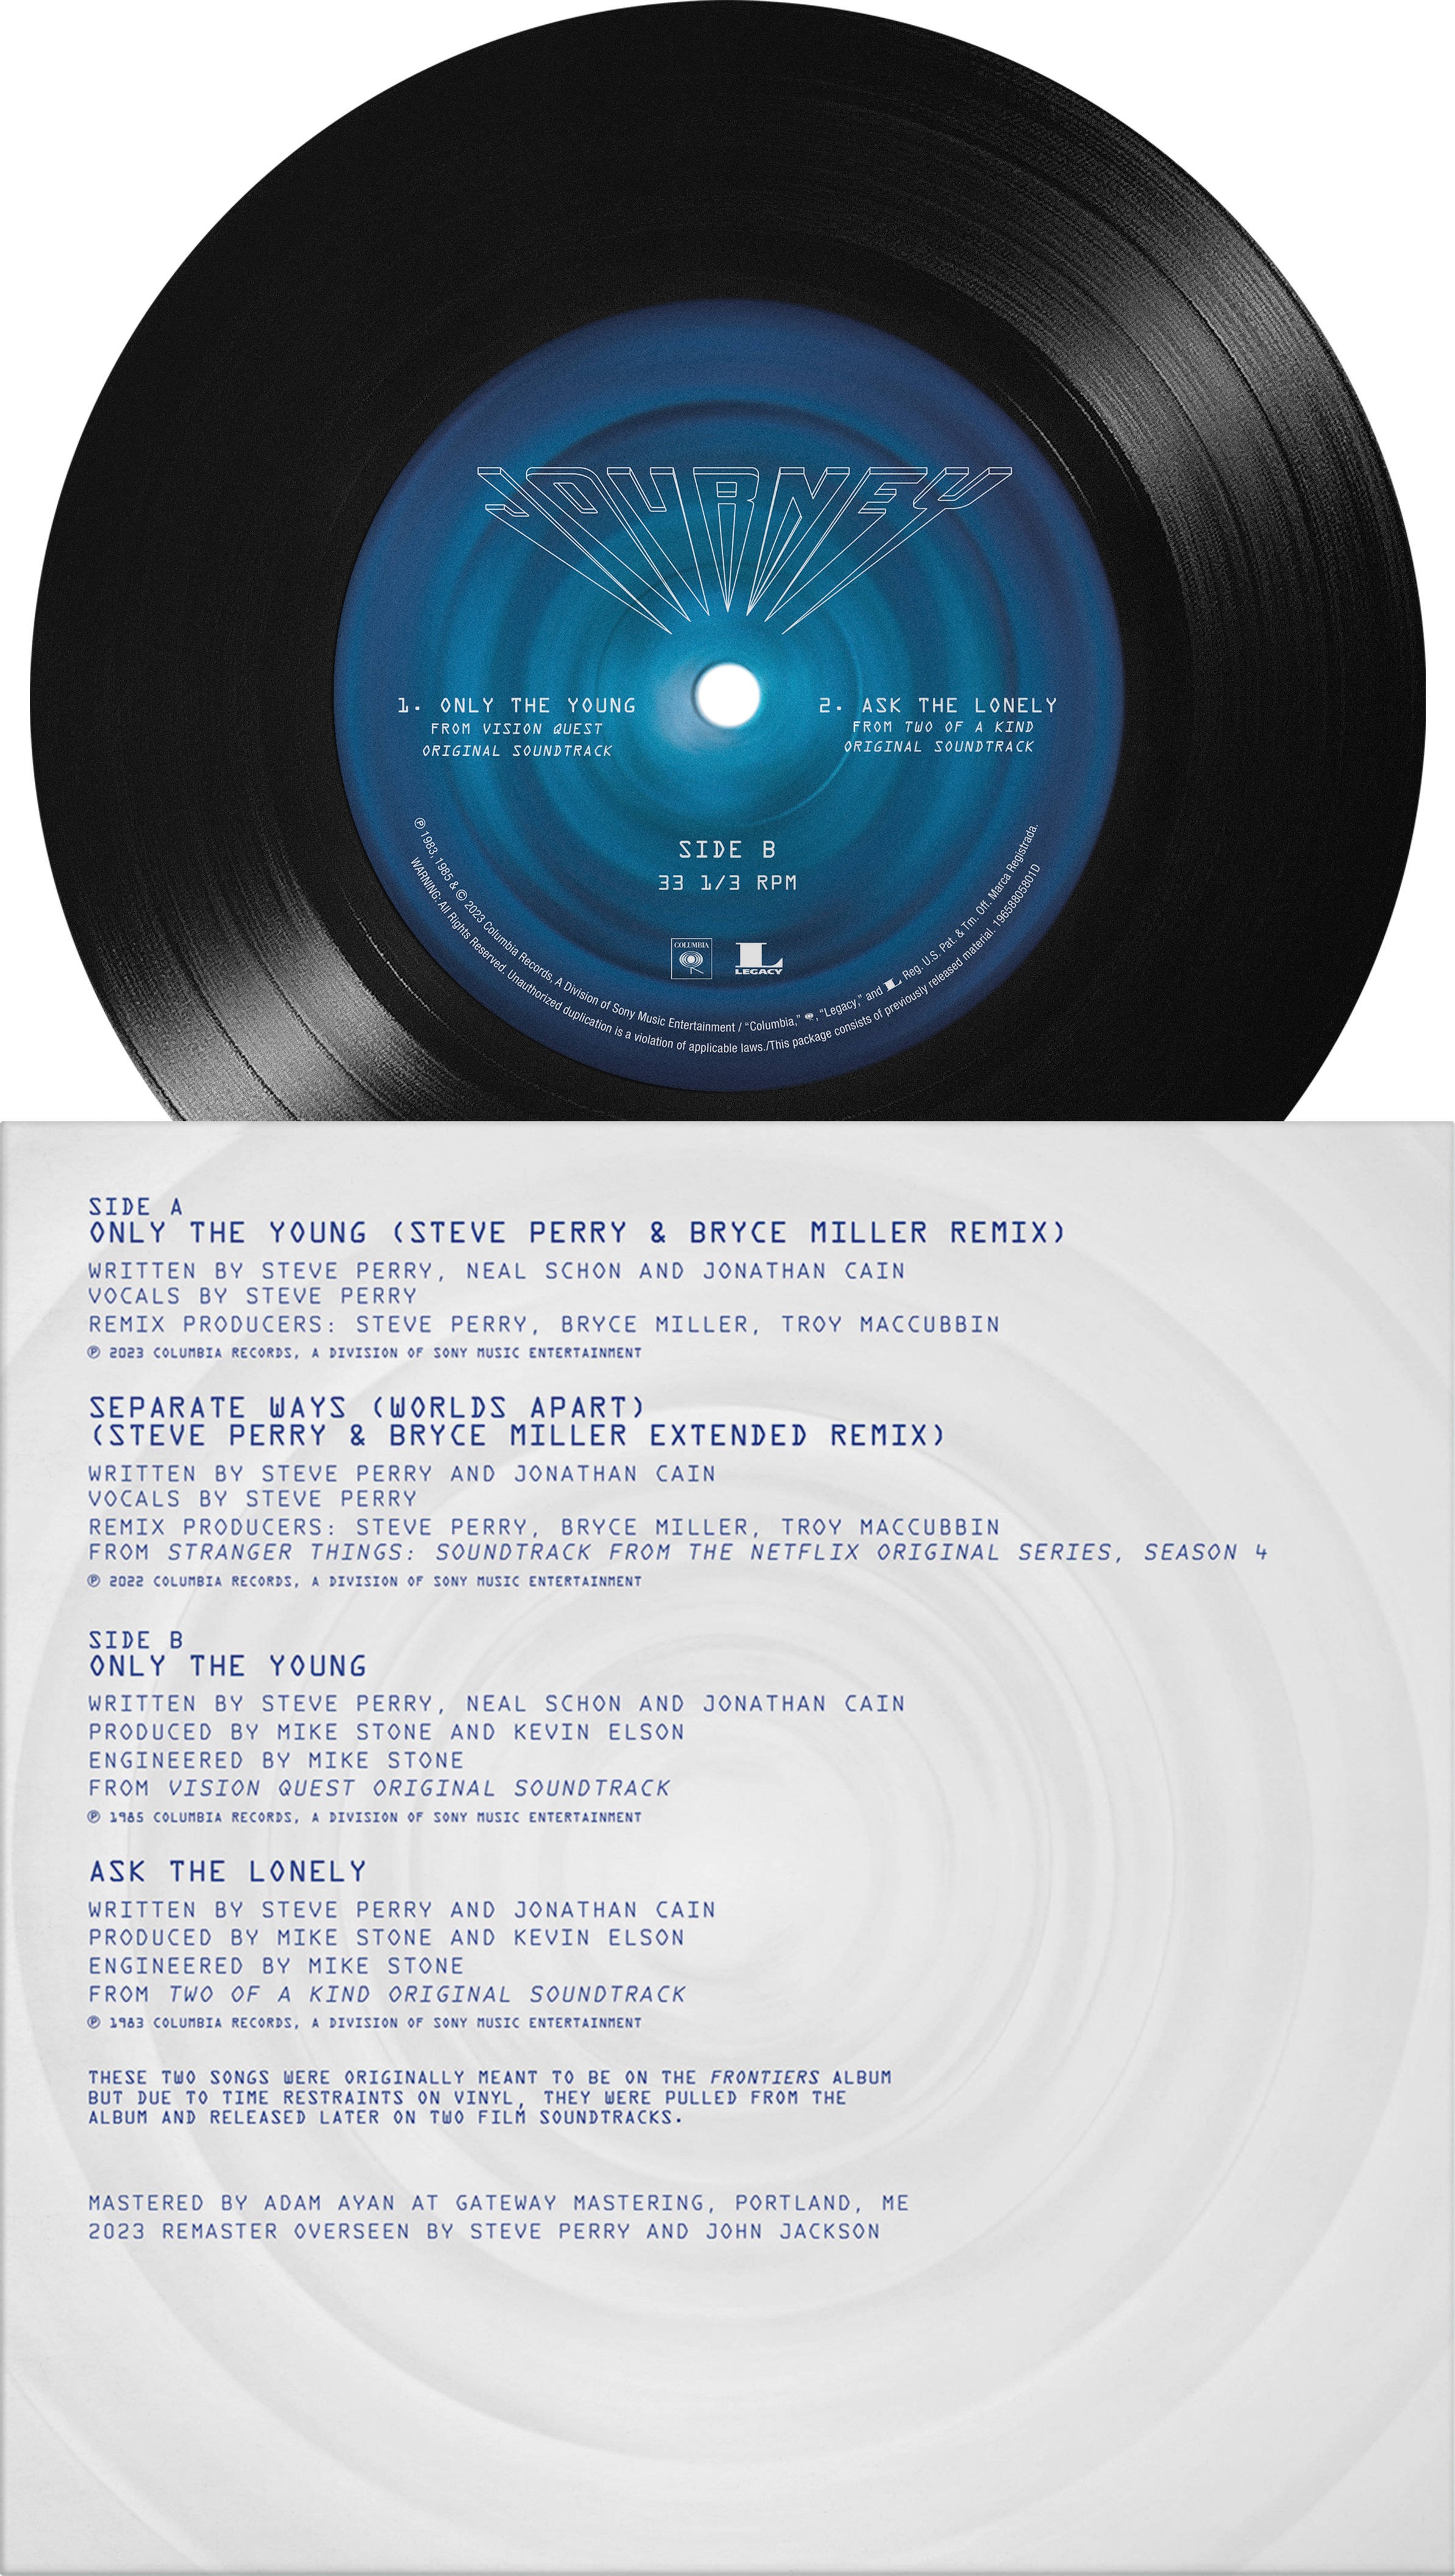 JOURNEY
1. ONLY THE YOUNG
FROM VISION QUEST
ORIGINAL SOUNDTRACK
2. ASK THE LONELY
FROM TWO OF A KIND
ORIGINAL SOUNDTRACK
SIDE B
33 1/3 RPM
COLUMBIA
L
LEGACY
℗ 1983, 1985 & © 2023 Columbia Records, A Division of Sony Music Entertainment / “Columbia,” , “Legacy,” and L Reg. U.S. Pat. & Tm. Off. Marca Registrada.
WARNING: All Rights Reserved. Unauthorized duplication is a violation of applicable laws./This package consists of previously released material. 19658805801D
SIDE A
ONLY THE YOUNG (STEVE PERRY & BRYCE MILLER REMIX)
WRITTEN BY STEVE PERRY, NEAL SCHON AND JONATHAN CAIN
VOCALS BY STEVE PERRY
REMIX PRODUCERS: STEVE PERRY, BRYCE MILLER, TROY MACCUBBIN
℗ 2023 COLUMBIA RECORDS, A DIVISION OF SONY MUSIC ENTERTAINMENT
SEPARATE WAYS (WORLDS APART)
(STEVE PERRY & BRYCE MILLER EXTENDED REMIX)
WRITTEN BY STEVE PERRY AND JONATHAN CAIN
VOCALS BY STEVE PERRY
REMIX PRODUCERS: STEVE PERRY, BRYCE MILLER, TROY MACCUBBIN
FROM STRANGER THINGS: SOUNDTRACK FROM THE NETFLIX ORIGINAL SERIES, SEASON 4
℗ 2022 COLUMBIA RECORDS, A DIVISION OF SONY MUSIC ENTERTAINMENT
SIDE B
ONLY THE YOUNG
WRITTEN BY STEVE PERRY, NEAL SCHON AND JONATHAN CAIN
PRODUCED BY MIKE STONE AND KEVIN ELSON
ENGINEERED BY MIKE STONE
FROM VISION QUEST ORIGINAL SOUNDTRACK
℗ 1985 COLUMBIA RECORDS, A DIVISION OF SONY MUSIC ENTERTAINMENT
ASK THE LONELY
WRITTEN BY STEVE PERRY AND JONATHAN CAIN
PRODUCED BY MIKE STONE AND KEVIN ELSON
ENGINEERED BY MIKE STONE
FROM TWO OF A KIND ORIGINAL SOUNDTRACK
℗ 1983 COLUMBIA RECORDS, A DIVISION OF SONY MUSIC ENTERTAINMENT
THESE TWO SONGS WERE ORIGINALLY MEANT TO BE ON THE FRONTIERS ALBUM
BUT DUE TO TIME RESTRAINTS ON VINYL, THEY WERE PULLED FROM THE
ALBUM AND RELEASED LATER ON TWO FILM SOUNDTRACKS.
MASTERED BY ADAM AYAN AT GATEWAY MASTERING, PORTLAND, ME
2023 REMASTER OVERSEEN BY STEVE PERRY AND JOHN JACKSON